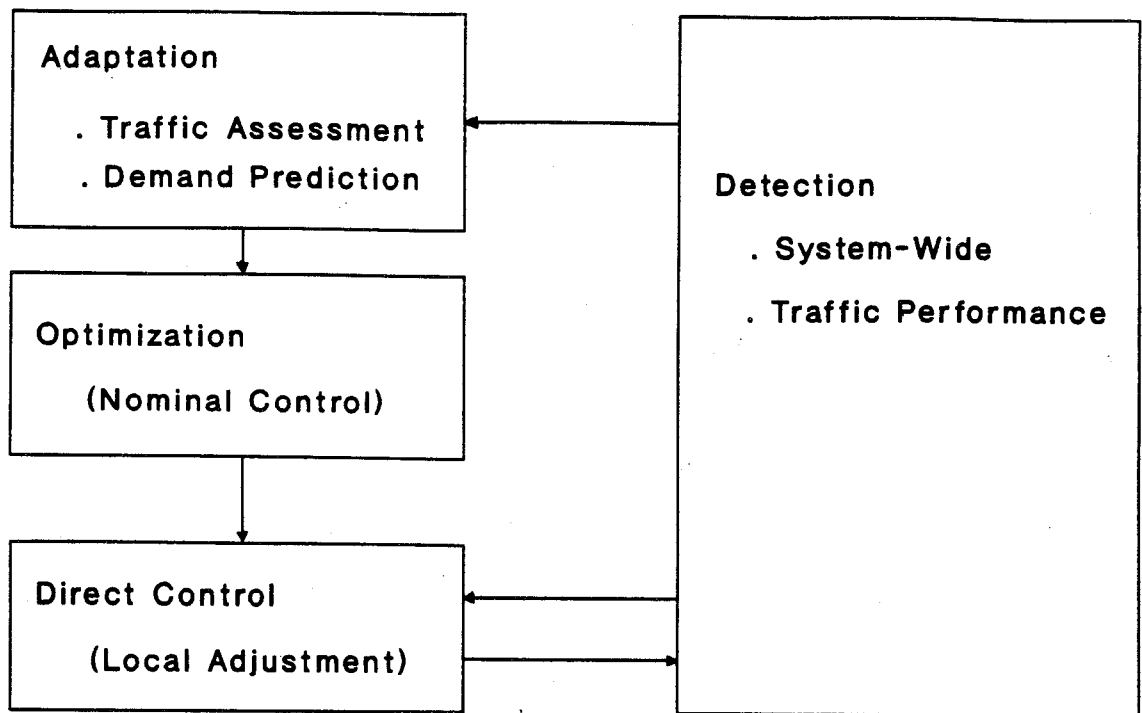 Adaptation
. Traffic Assessment
. Demand Prediction
Optimization
(Nominal Control)
Direct Control
(Local Adjustment)
Detection
. System-Wide
. Traffic Performance